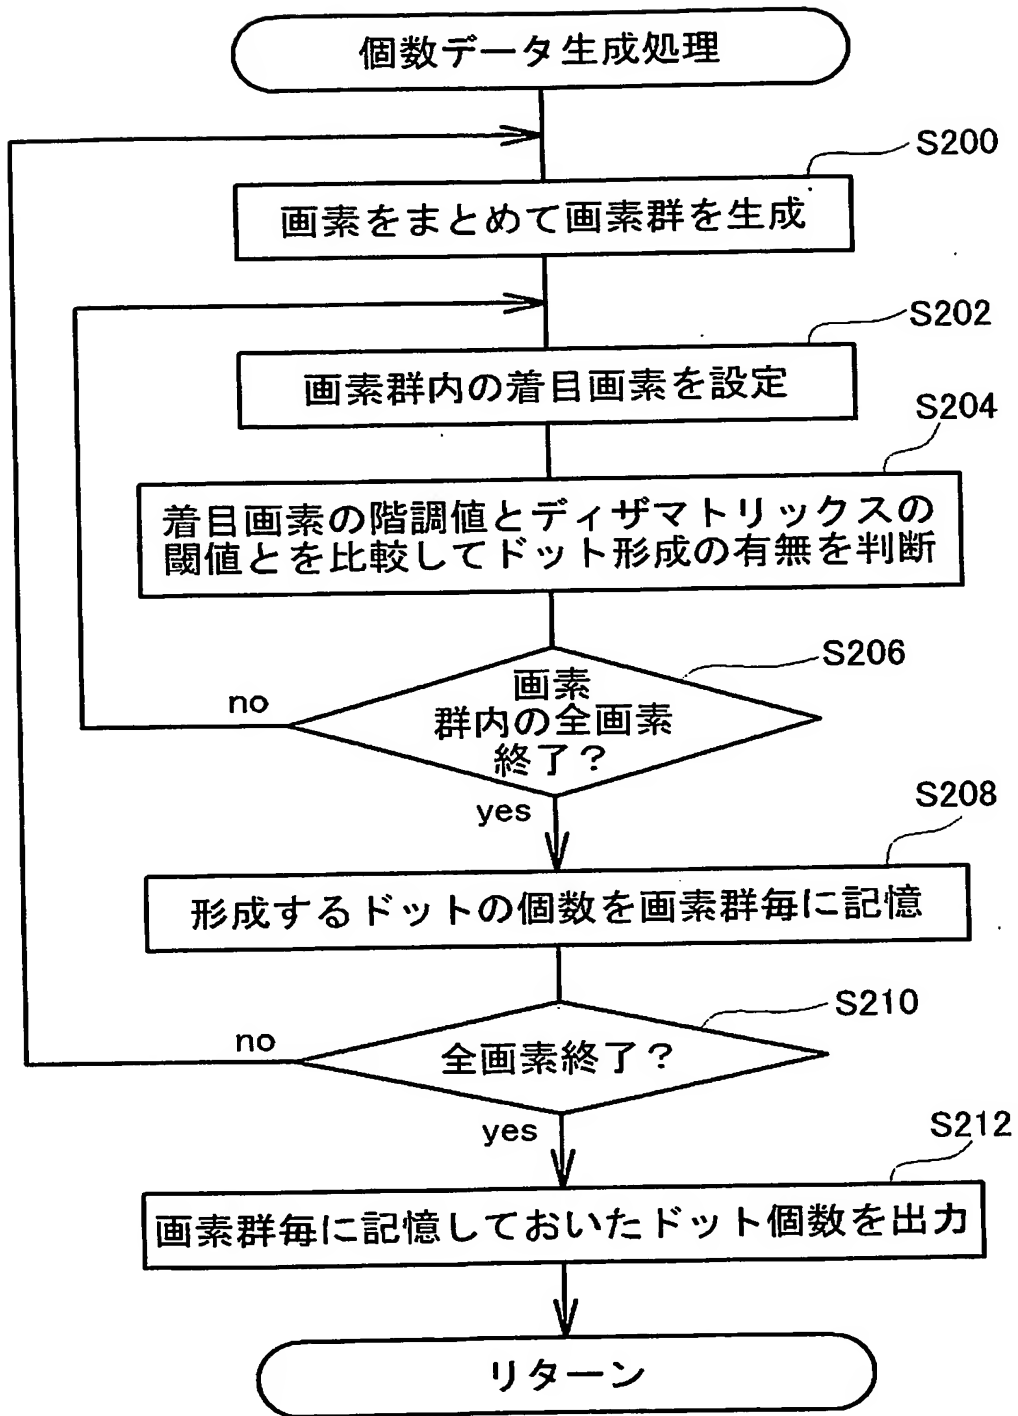 個数データ生成処理
S200
画素をまとめて画素群を生成
S202
画素群内の着目画素を設定
S204
着目画素の階調値とディザマトリックスの
閾値とを比較してドット形成の有無を判断
S206
画素
群内の全画素
終了？
no
yes
S208
形成するドットの個数を画素群毎に記憶
S210
全画素終了？
no
yes
S212
画素群毎に記憶しておいたドット個数を出力
リターン